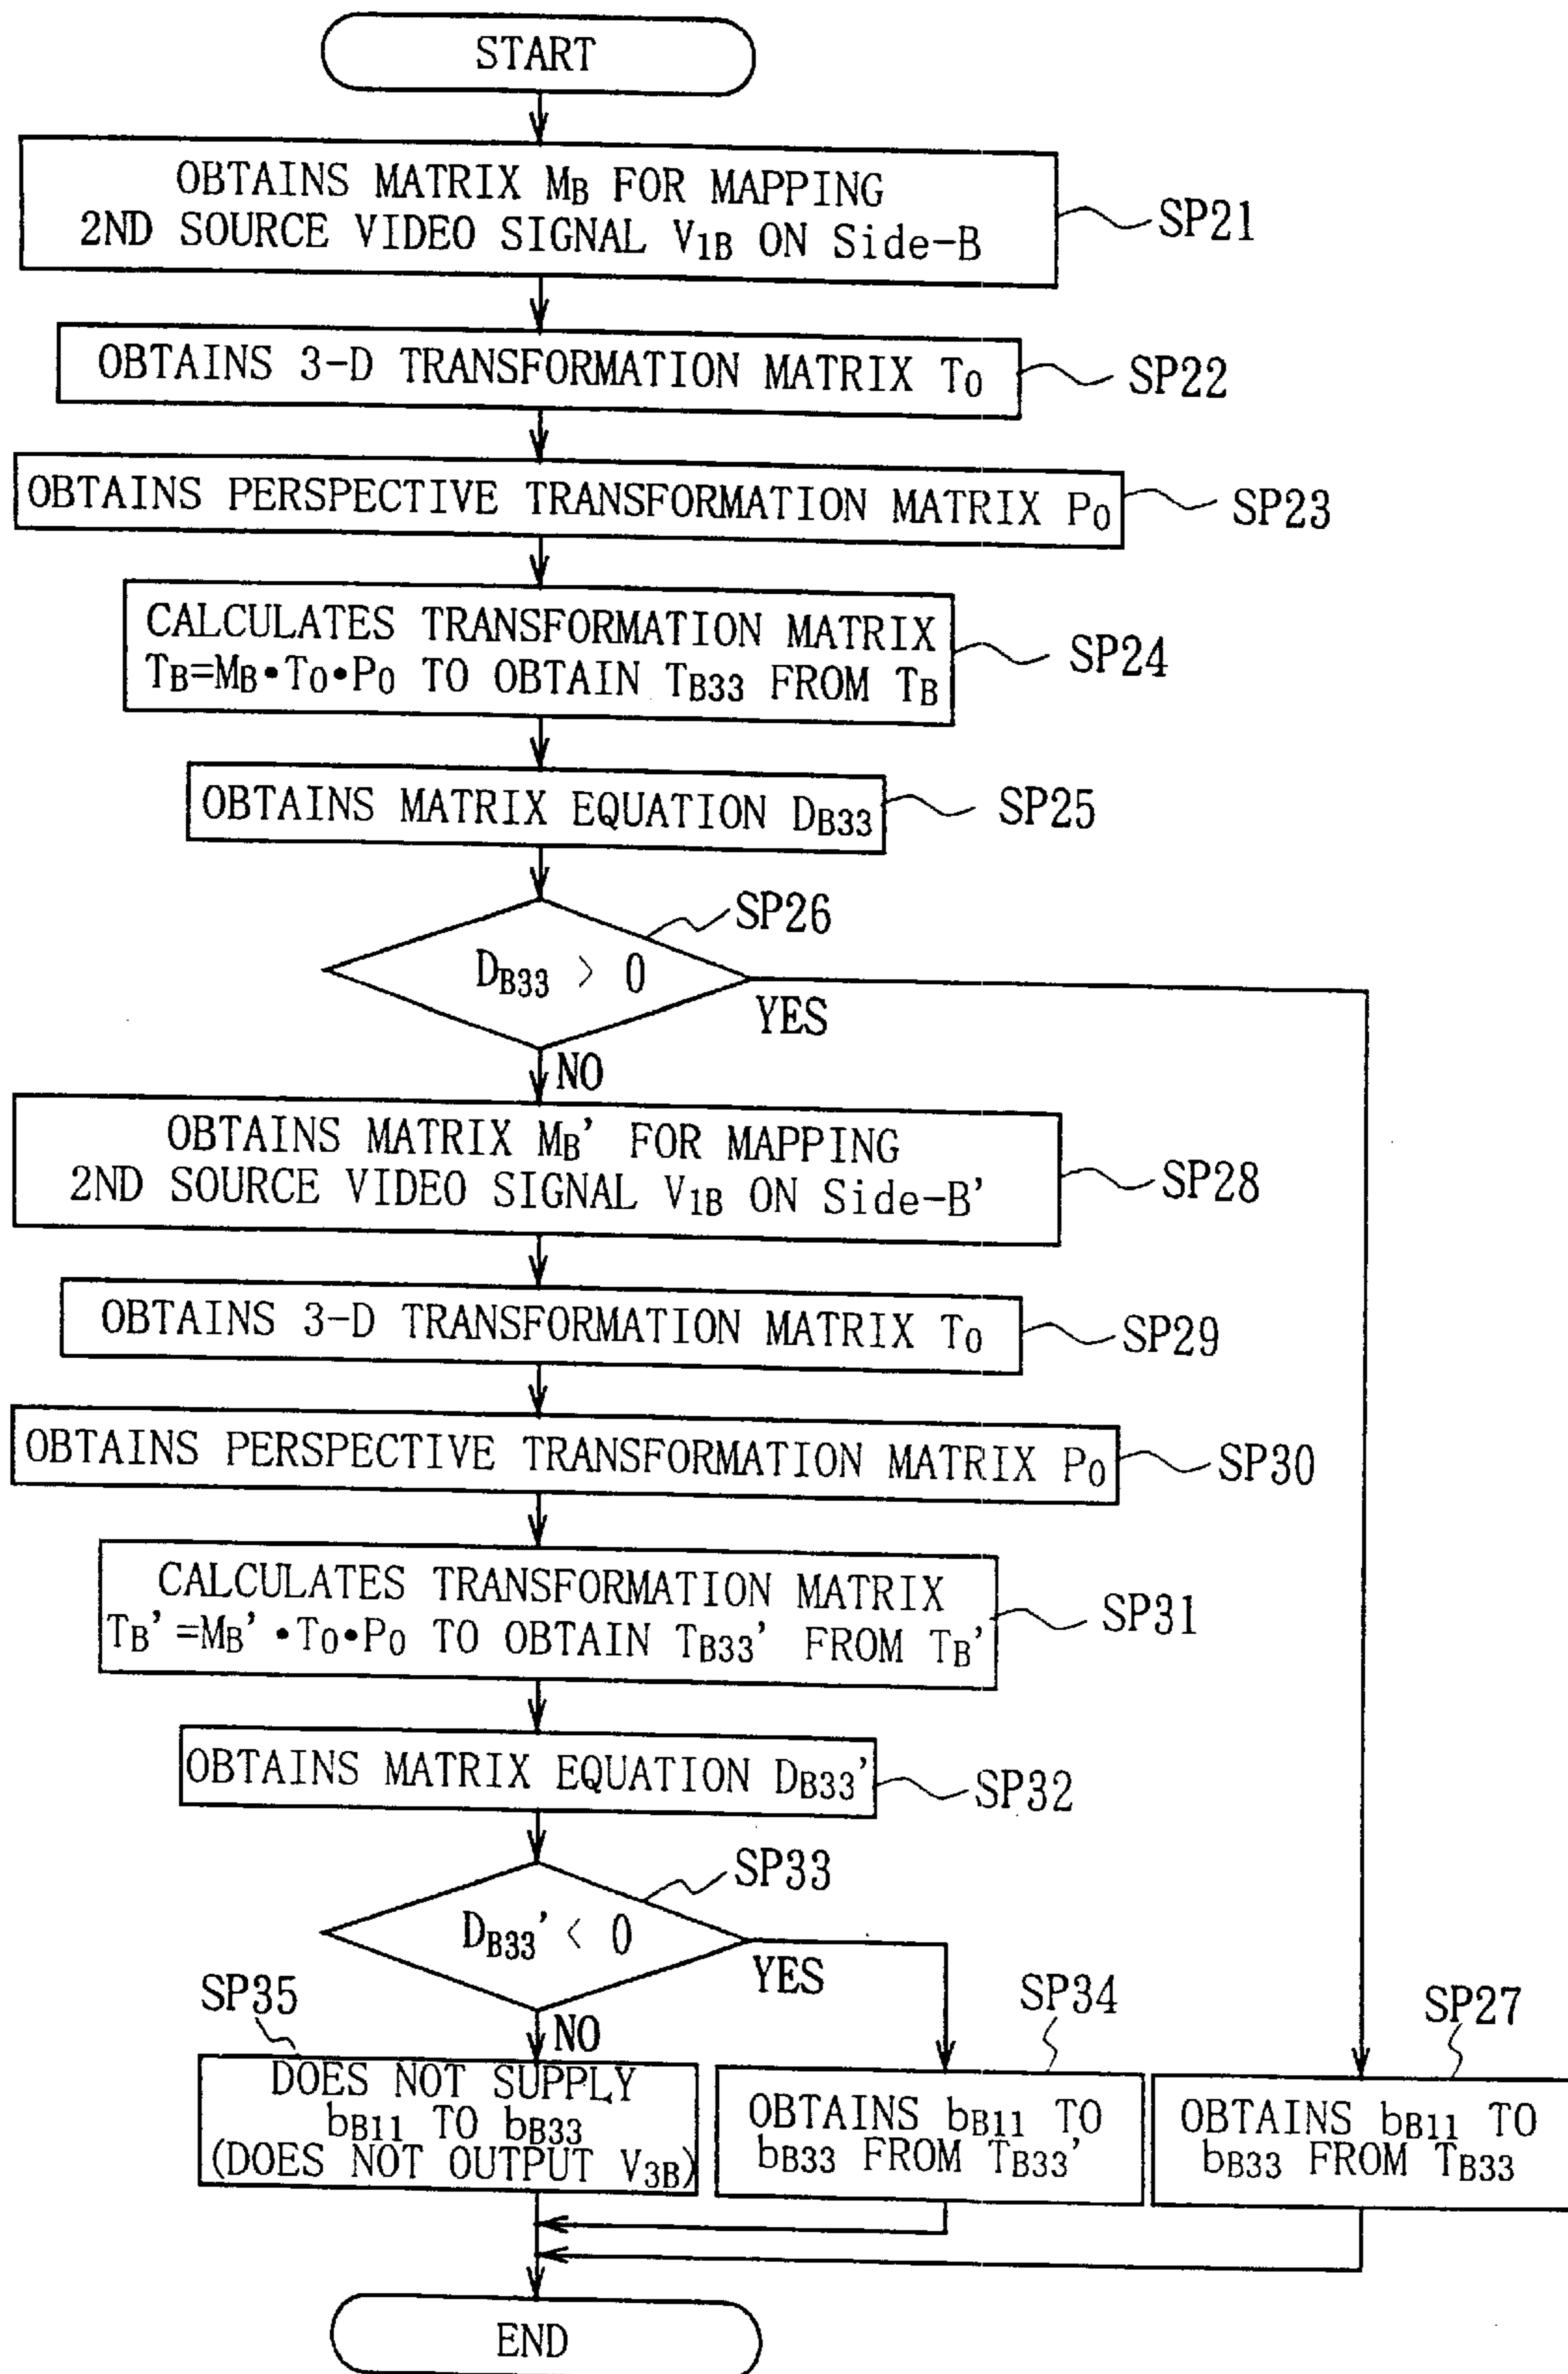 START
OBTAINS MATRIX MB FOR MAPPING
2ND SOURCE VIDEO SIGNAL V1B ON Side-B
SP21
OBTAINS 3-D TRANSFORMATION MATRIX T0
SP22
OBTAINS PERSPECTIVE TRANSFORMATION MATRIX P0
SP23
CALCULATES TRANSFORMATION MATRIX
TB=MB•T0•P0 TO OBTAIN TB33 FROM TB
SP24
OBTAINS MATRIX EQUATION DB33
SP25
SP26
DB33 > 0
YES
NO
OBTAINS MATRIX MB' FOR MAPPING
2ND SOURCE VIDEO SIGNAL V1B ON Side-B'
SP28
OBTAINS 3-D TRANSFORMATION MATRIX T0
SP29
OBTAINS PERSPECTIVE TRANSFORMATION MATRIX P0
SP30
CALCULATES TRANSFORMATION MATRIX
TB'=MB'•T0•P0 TO OBTAIN TB33' FROM TB'
SP31
OBTAINS MATRIX EQUATION DB33'
SP32
SP33
DB33' < 0
YES
NO
SP35
DOES NOT SUPPLY
bB11 TO bB33
(DOES NOT OUTPUT V3B)
SP34
OBTAINS bB11 TO
bB33 FROM TB33'
SP27
OBTAINS bB11 TO
bB33 FROM TB33
END